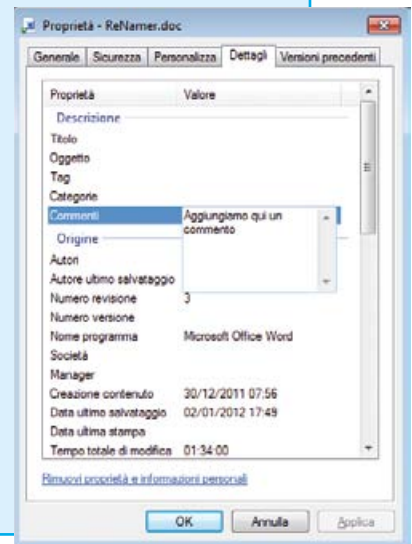 Proprietà - ReNamer.doc
Generale Sicurezza Personalizza Dettagli Versioni precedenti
Proprietà Valore
Descrizione
Titolo
Oggetto
Tag
Categorie
Commenti Aggiungiamo qui un
commento
Origine
Autori
Autore ultimo salvataggio
Numero revisione 3
Numero versione
Nome programma Microsoft Office Word
Società
Manager
Creazione contenuto 30/12/2011 07:56
Data ultimo salvataggio 02/01/2012 17:49
Data ultima stampa
Tempo totale di modifica 01:34:00
Rimuovi proprietà e informazioni personali
OK Annulla Applica